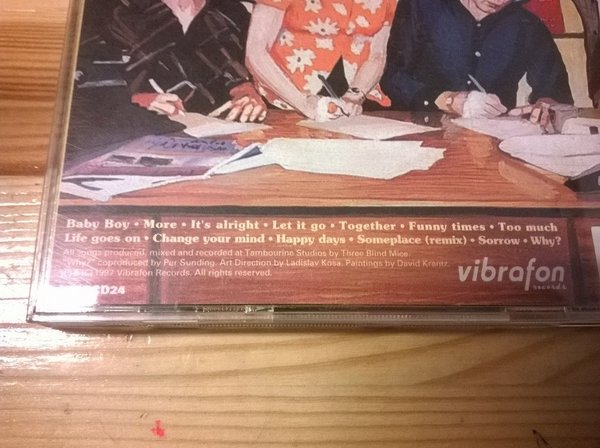 Baby Boy • More • It's alright • Let it go • Together • Funny times • Too much
Life goes on • Change your mind • Happy days • Someplace (remix) • Sorrow • Why?
All songs produced, mixed and recorded at Tambourine Studios by Three Blind Mice.
"Why?" coproduced by Per Sunding. Art Direction by Ladislav Kosa. Paintings by David Krantz.
1997 Vibrafon Records. All rights reserved.
CD24
vibrafon
records